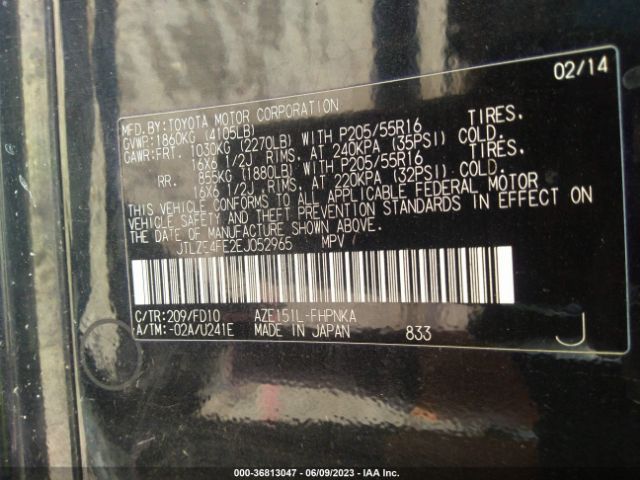 02/14
MFD.BY:TOYOTA MOTOR CORPORATION
GVWR:1860KG (4105LB)
GAWR:FRT. 1030KG (2270LB) WITH P205/55R16 TIRES.
16X6 1/2J, RIMS, AT 240KPA (35PSI) COLD.
RR. 855KG (1880LB) WITH P205/55R16 TIRES.
16X6 1/2J, RIMS, AT 220KPA (32PSI) COLD.
THIS VEHICLE CONFORMS TO ALL APPLICABLE FEDERAL MOTOR
VEHICLE SAFETY AND THEFT PREVENTION STANDARDS IN EFFECT ON
THE DATE OF MANUFACTURE SHOWN ABOVE.
JTLZE4FE2EJ052965 MPV
C/TR:209/FD10 AZE151L-FHPNKA
A/TM:-02A/U241E MADE IN JAPAN 833 J
000-36813047 - 06/09/2023 - IAA Inc.